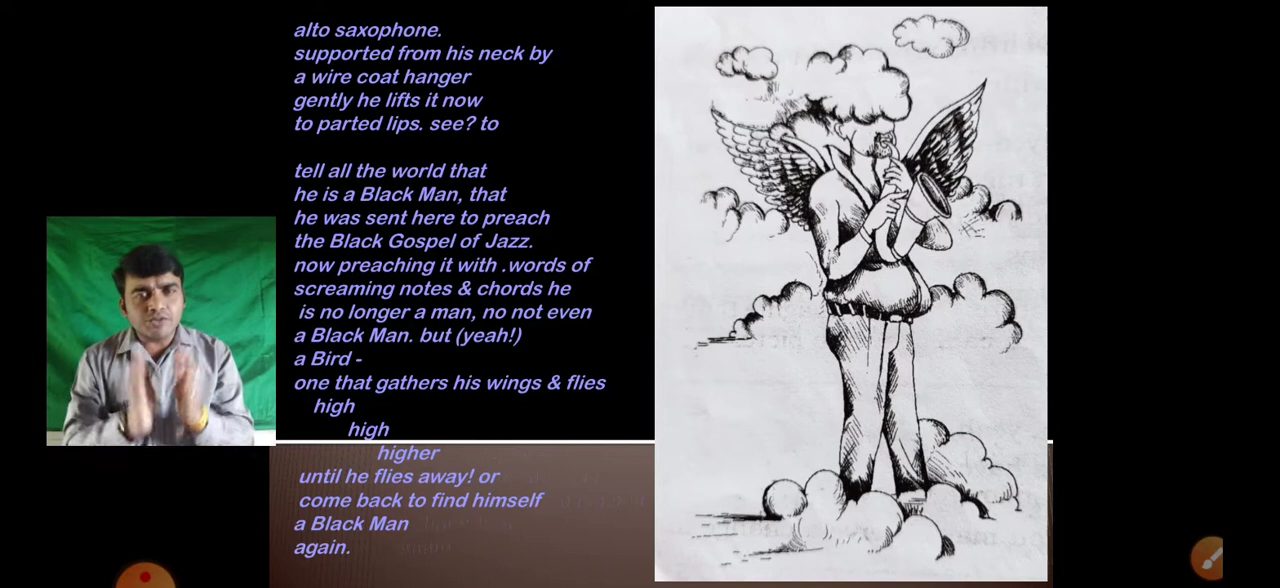 alto saxophone.
supported from his neck by
a wire coat hanger
gently he lifts it now
to parted lips. see? to
tell all the world that
he is a Black Man, that
he was sent here to preach
the Black Gospel of Jazz.
now preaching it with .words of
screaming notes & chords he
is no longer a man, no not even
a Black Man. but (yeah!)
a Bird -
one that gathers his wings & flies
high
high
higher
until he flies away! or
come back to find himself
a Black Man
again.